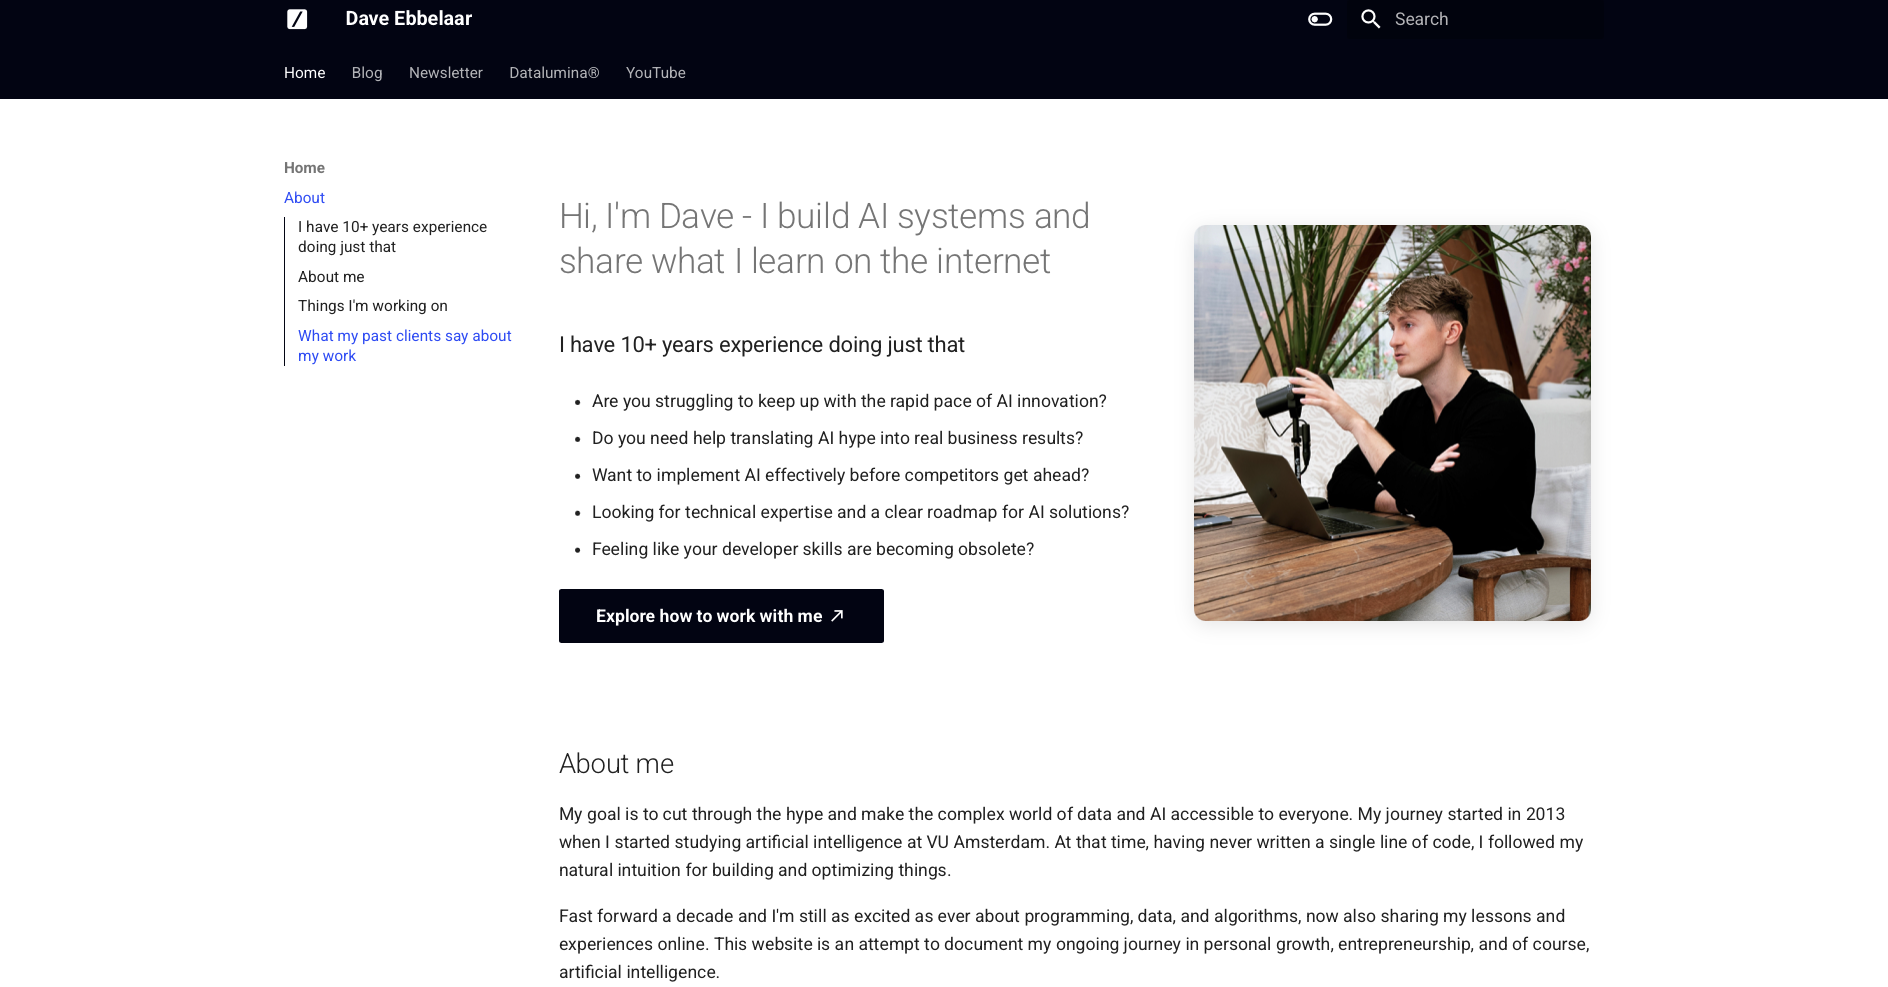 Dave Ebbelaar
Search
Home
Blog
Newsletter
Datalumina®
YouTube
Home
About
I have 10+ years experience
doing just that
About me
Things I'm working on
What my past clients say about
my work
Hi, I'm Dave - I build AI systems and
share what I learn on the internet
I have 10+ years experience doing just that
• Are you struggling to keep up with the rapid pace of AI innovation?
• Do you need help translating AI hype into real business results?
• Want to implement AI effectively before competitors get ahead?
• Looking for technical expertise and a clear roadmap for AI solutions?
• Feeling like your developer skills are becoming obsolete?
Explore how to work with me
About me
My goal is to cut through the hype and make the complex world of data and AI accessible to everyone. My journey started in 2013
when I started studying artificial intelligence at VU Amsterdam. At that time, having never written a single line of code, I followed my
natural intuition for building and optimizing things.
Fast forward a decade and I'm still as excited as ever about programming, data, and algorithms, now also sharing my lessons and
experiences online. This website is an attempt to document my ongoing journey in personal growth, entrepreneurship, and of course,
artificial intelligence.